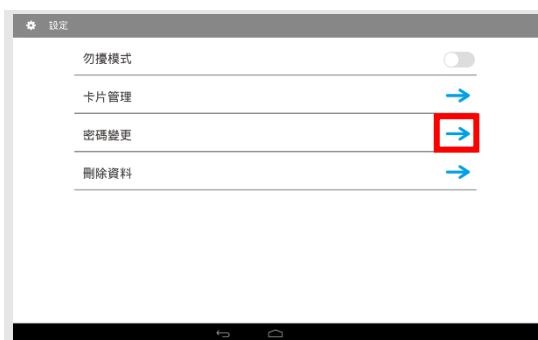 設定
勿擾模式
卡片管理
密碼變更
刪除資料